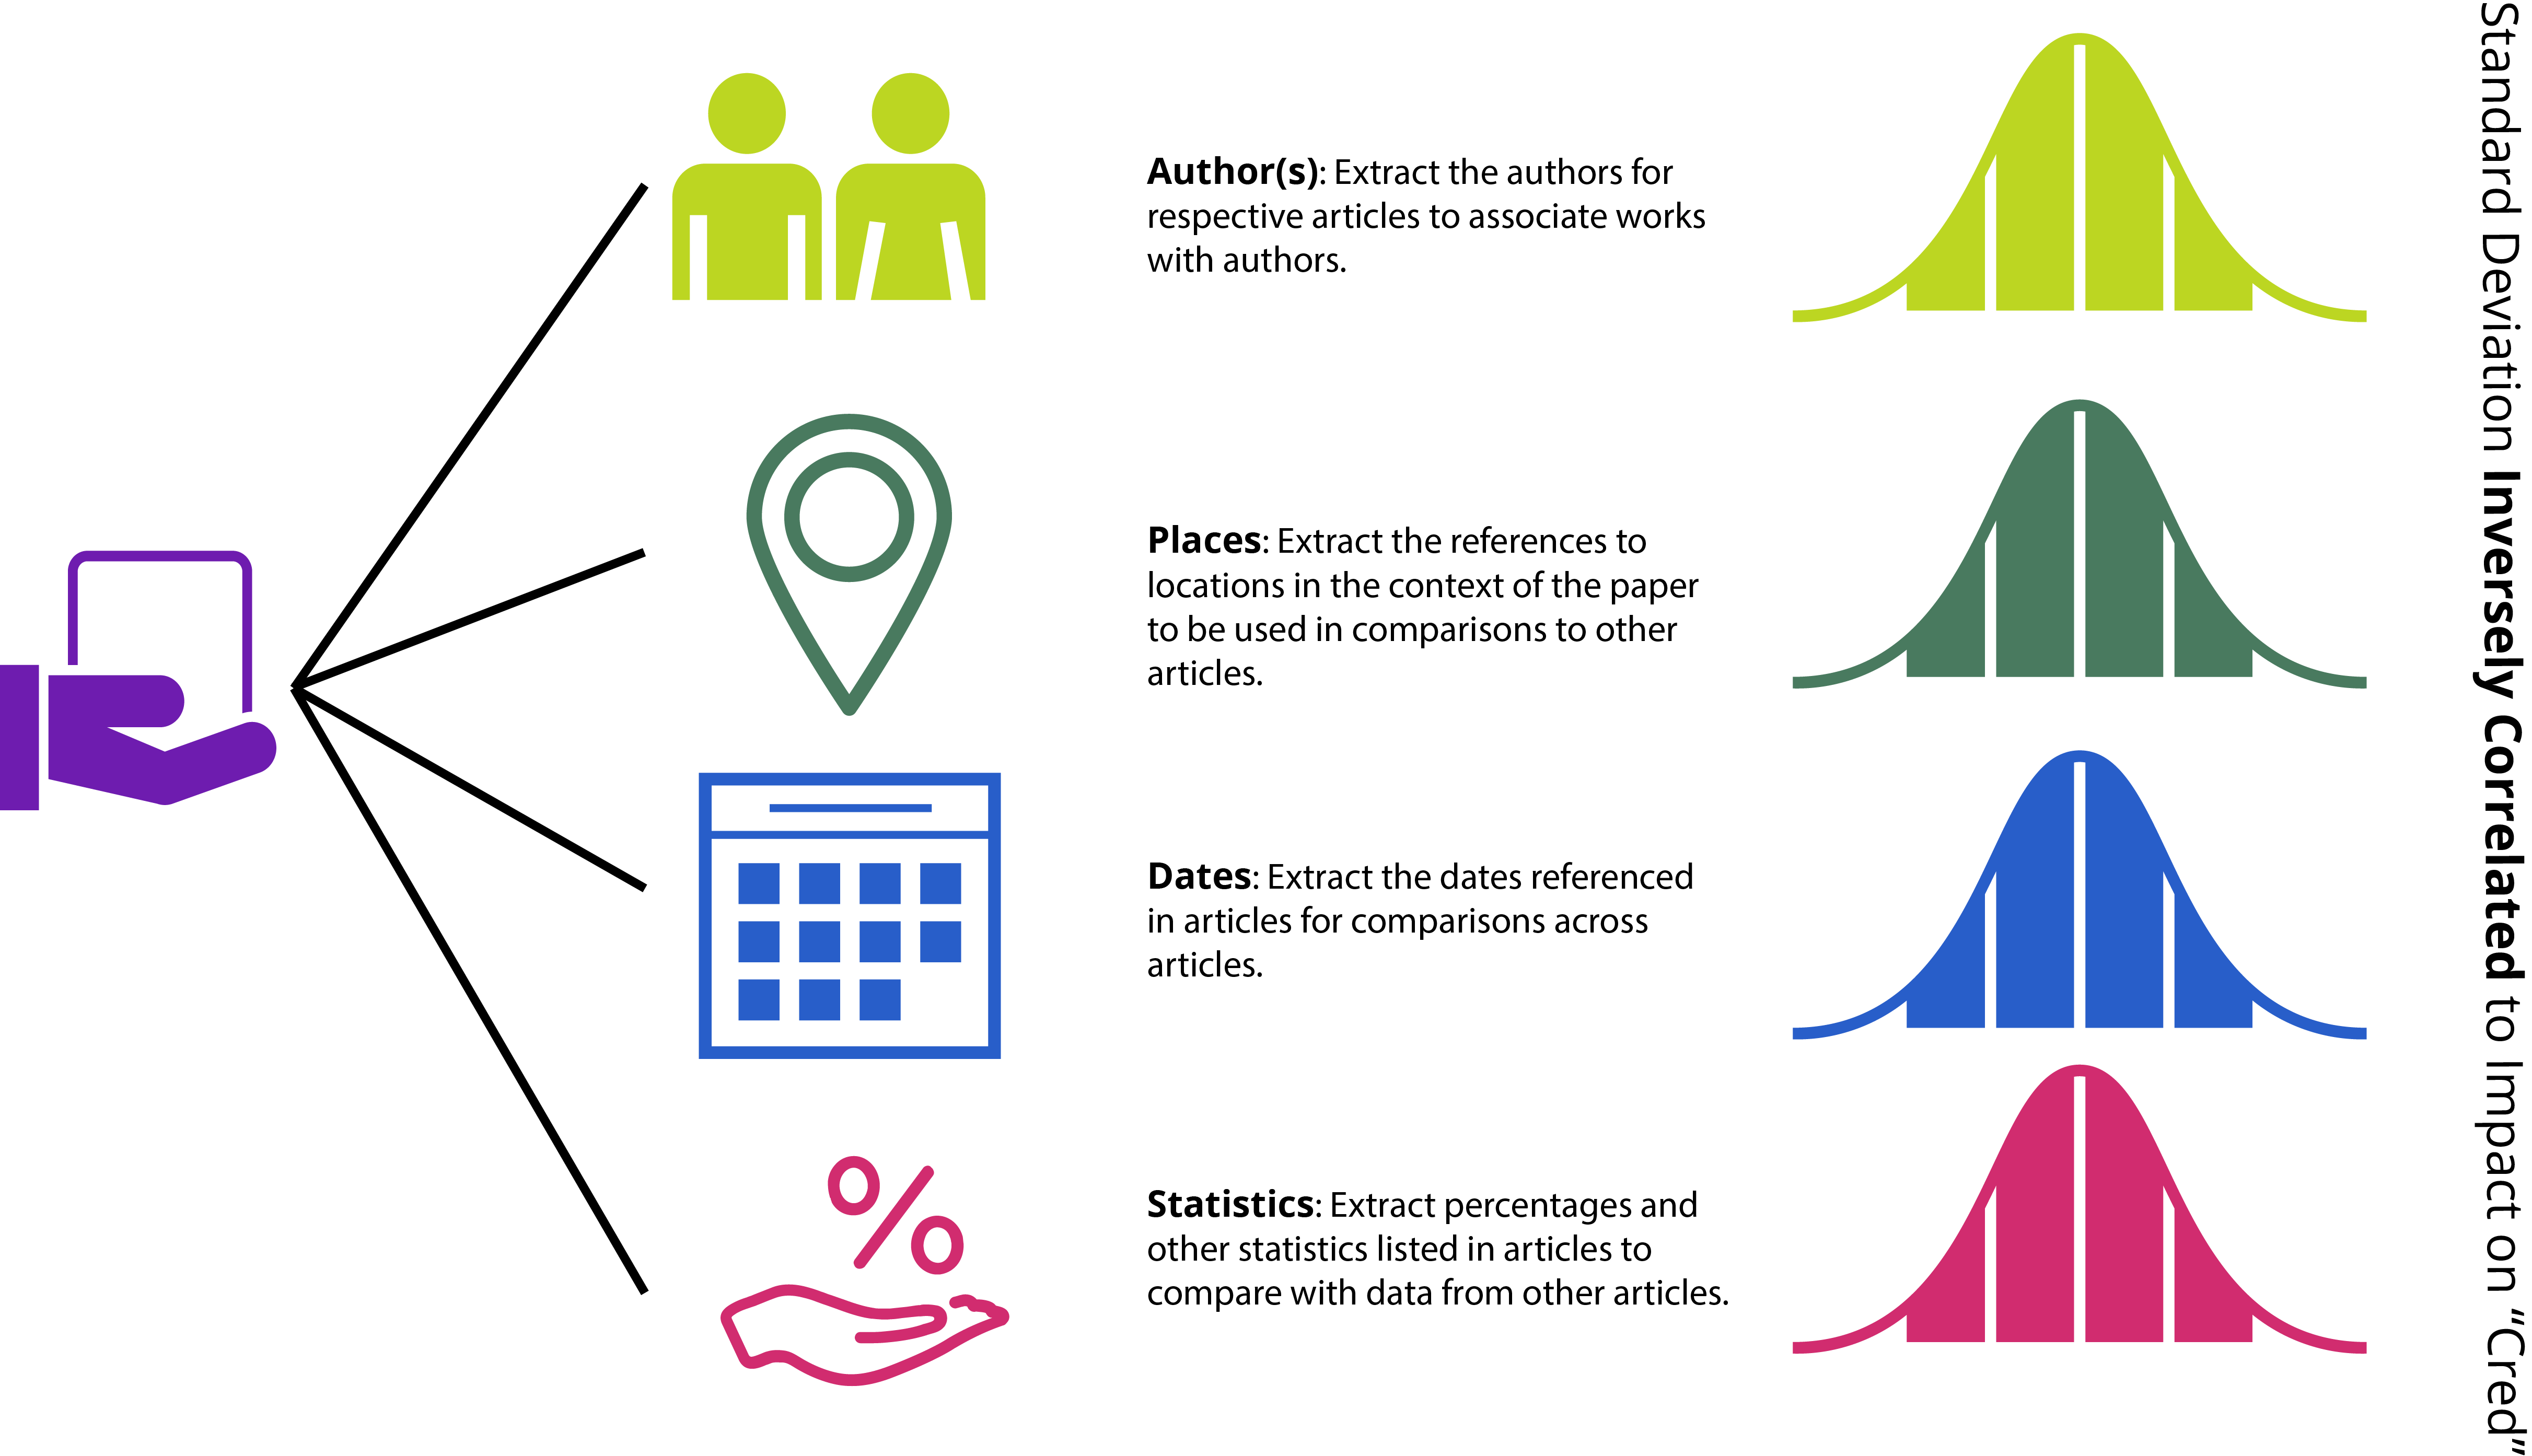 Author(s): Extract the authors for
respective articles to associate works
with authors.
Places: Extract the references to
locations in the context of the paper
to be used in comparisons to other
articles.
Dates: Extract the dates referenced
in articles for comparisons across
articles.
%
Statistics: Extract percentages and
other statistics listed in articles to
compare with data from other articles.
Standard Deviation Inversely Correlated to Impact on “Cred”